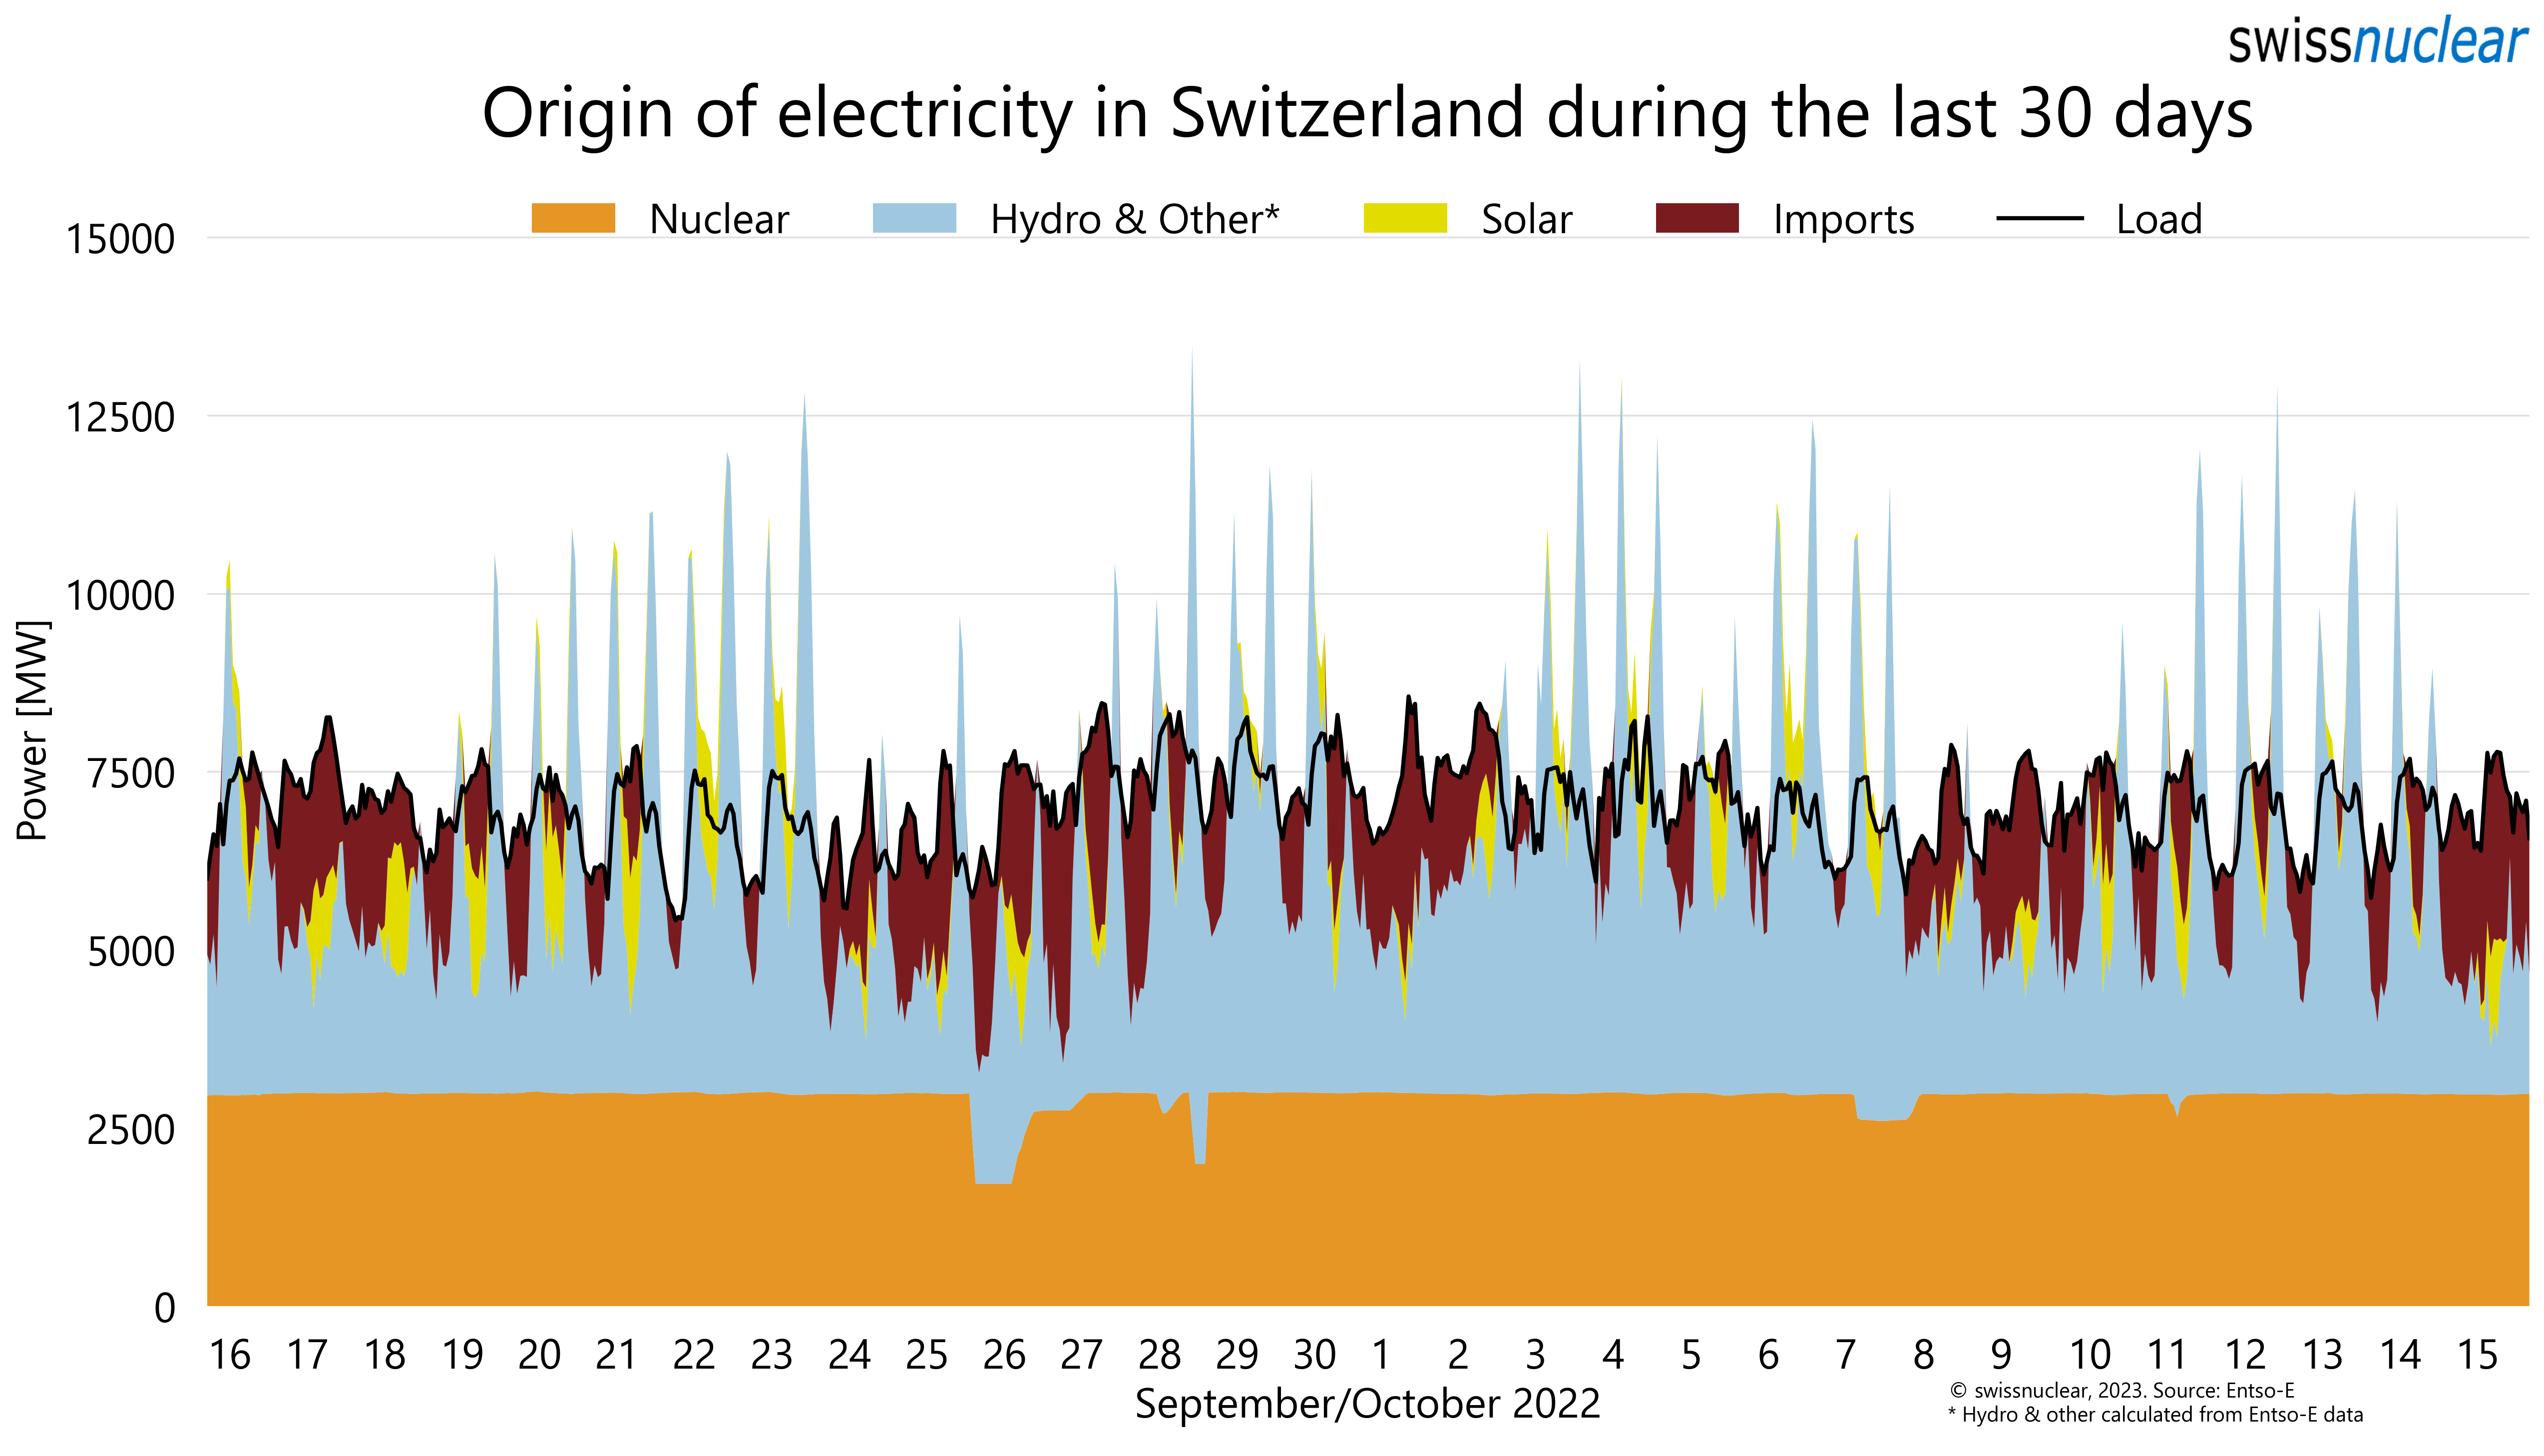 swissnuclear
Origin of electricity in Switzerland during the last 30 days
Nuclear Hydro & Other* Solar Imports Load
15000
12500
10000
7500
5000
2500
0
Power [MW]
16 17 18 19 20 21 22 23 24 25 26 27 28 29 30 1 2 3 4 5 6 7 8 9 10 11 12 13 14 15
September/October 2022
© swissnuclear, 2023. Source: Entso-E
* Hydro & other calculated from Entso-E data